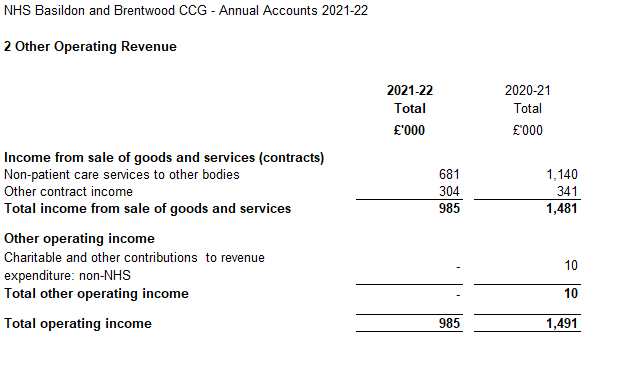 NHS Basildon and Brentwood CCG - Annual Accounts 2021-22
2 Other Operating Revenue
2021-22 2020-21
Total Total
£'000 £'000
Income from sale of goods and services (contracts)
Non-patient care services to other bodies 681 1,140
Other contract income 304 341
Total income from sale of goods and services 985 1,481
Other operating income
Charitable and other contributions to revenue
expenditure: non-NHS - 10
Total other operating income - 10
Total operating income 985 1,491